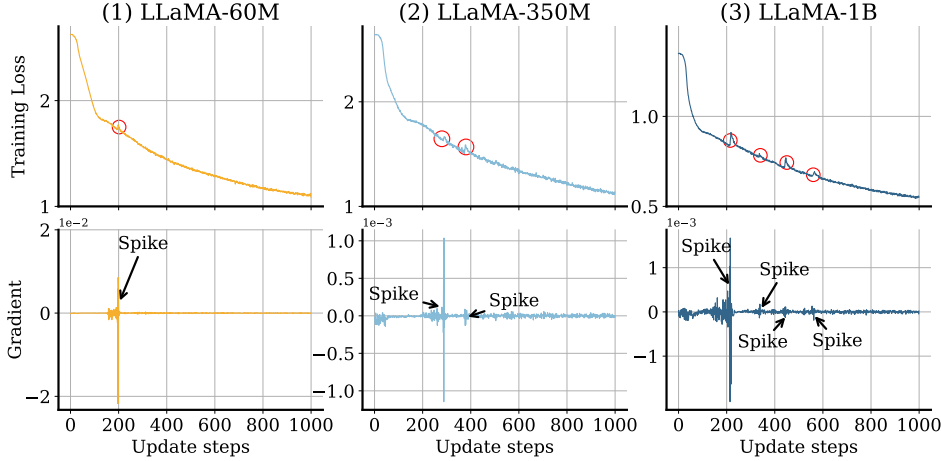 (1) LLaMA-60M
(2) LLaMA-350M
(3) LLaMA-1B
Training Loss
2
1
2
1
1.0
0.5
Gradient
1e−2
2
0
−2
Spike
1e−3
1.0
0.5
0.0
−0.5
−1.0
Spike
Spike
1e−3
1
0
−1
Spike
Spike
Spike
Spike
0 200 400 600 800 1000
0 200 400 600 800 1000
0 200 400 600 800 1000
Update steps
Update steps
Update steps